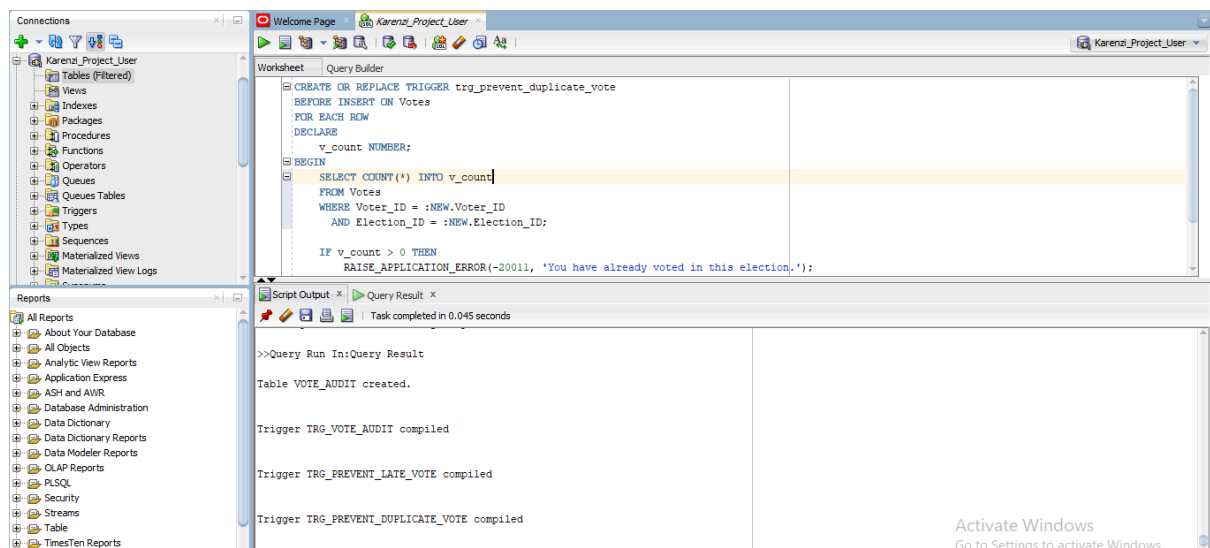 Connections
Karenzi_Project_User
Tables (Filtered)
Views
Indexes
Packages
Procedures
Functions
Operators
Queues
Queues Tables
Triggers
Types
Sequences
Materialized Views
Materialized View Logs
Reports
All Reports
About Your Database
All Objects
Analytic View Reports
Application Express
ASH and AWR
Database Administration
Data Dictionary
Data Dictionary Reports
Data Modeler Reports
OLAP Reports
PLSQL
Security
Streams
Table
TimesTen Reports
Welcome Page
Karenzi_Project_User
Karenzi_Project_User
Worksheet Query Builder
CREATE OR REPLACE TRIGGER trg_prevent_duplicate_vote
BEFORE INSERT ON Votes
FOR EACH ROW
DECLARE
v_count NUMBER;
BEGIN
SELECT COUNT(*) INTO v_count
FROM Votes
WHERE Voter_ID = :NEW.Voter_ID
AND Election_ID = :NEW.Election_ID;
IF v_count > 0 THEN
RAISE_APPLICATION_ERROR(-20011, 'You have already voted in this election.');
Script Output Query Result
Task completed in 0.045 seconds
>>Query Run In:Query Result
Table VOTE_AUDIT created.
Trigger TRG_VOTE_AUDIT compiled
Trigger TRG_PREVENT_LATE_VOTE compiled
Trigger TRG_PREVENT_DUPLICATE_VOTE compiled
Activate Windows
Go to Settings to activate Windows.